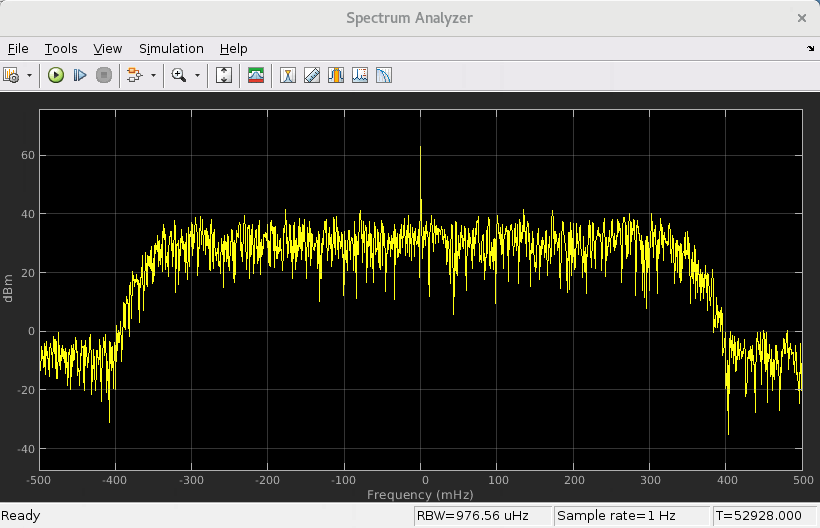 Spectrum Analyzer
File Tools View Simulation Help
60
40
20
0
-20
-40
dBm
-500 -400 -300 -200 -100 0 100 200 300 400 500
Frequency (mHz)
Ready RBW=976.56 uHz Sample rate=1 Hz T=52928.000